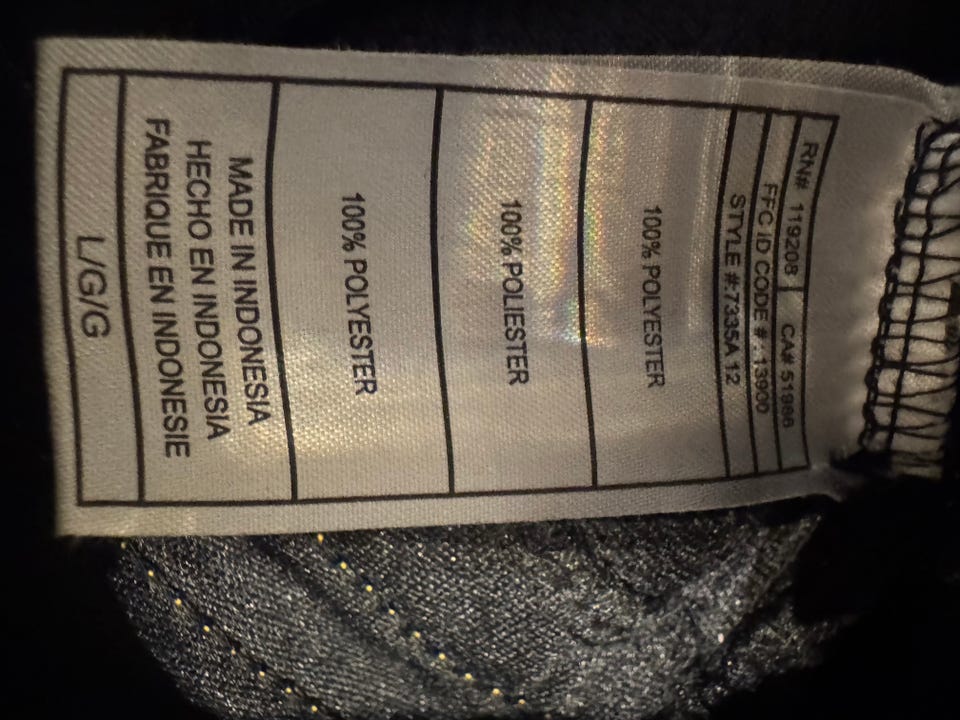 RN# 119208 CA# 51986
FFC ID CODE # :13900
STYLE #:7335A 12
100% POLYESTER
100% POLIESTER
100% POLYESTER
MADE IN INDONESIA
HECHO EN INDONESIA
FABRIQUE EN INDONESIE
L/G/G